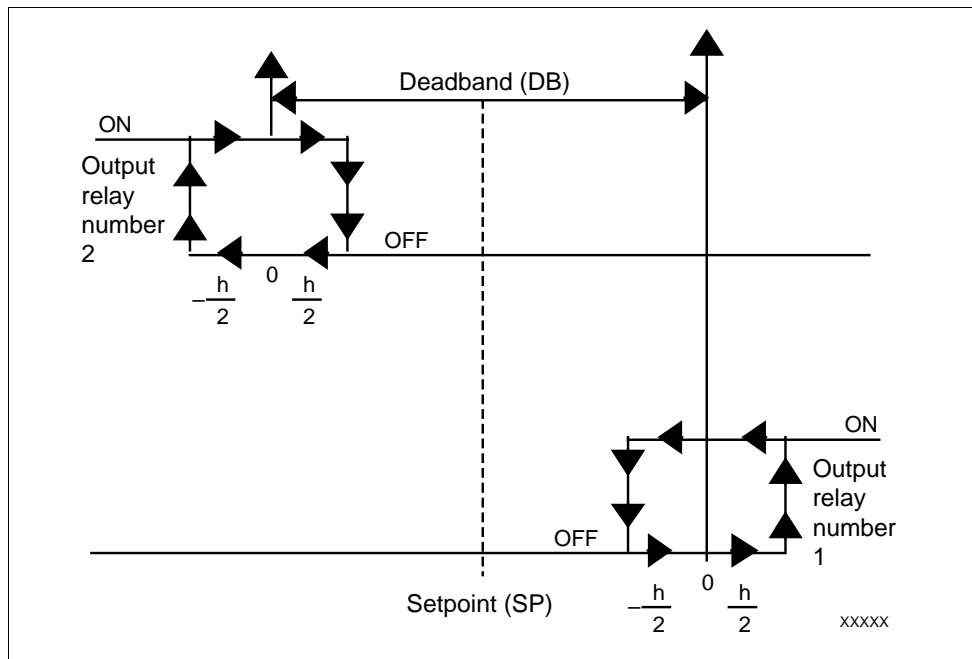 Deadband (DB)
ON
Output
relay
number
2
OFF
−h/2 0 h/2
ON
Output
relay
number
1
OFF
−h/2 0 h/2
Setpoint (SP)
XXXXX